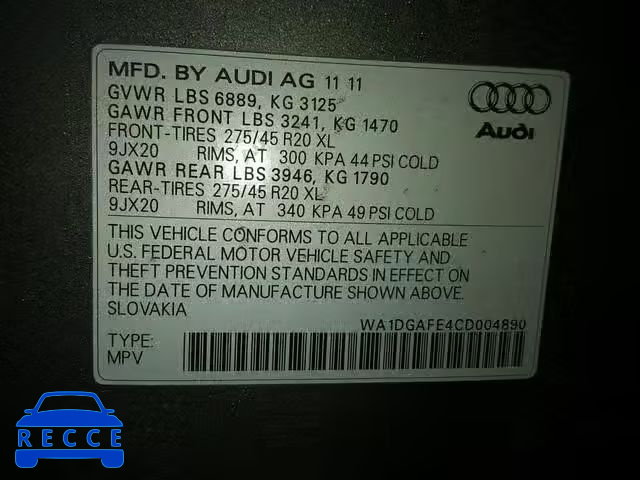 MFD. BY AUDI AG 11 11
GVWR LBS 6889, KG 3125
GAWR FRONT LBS 3241, KG 1470
FRONT-TIRES 275/45 R20 XL
9JX20 RIMS, AT 300 KPA 44 PSI COLD
GAWR REAR LBS 3946, KG 1790
REAR-TIRES 275/45 R20 XL
9JX20 RIMS, AT 340 KPA 49 PSI COLD
Audi
THIS VEHICLE CONFORMS TO ALL APPLICABLE
U.S. FEDERAL MOTOR VEHICLE SAFETY AND
THEFT PREVENTION STANDARDS IN EFFECT ON
THE DATE OF MANUFACTURE SHOWN ABOVE.
SLOVAKIA
WA1DGAFE4CD004890
TYPE:
MPV
RECCE